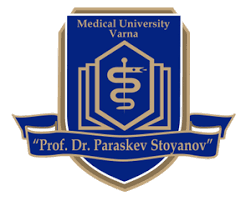 Medical University
Varna
“Prof. Dr. Paraskev Stoyanov”